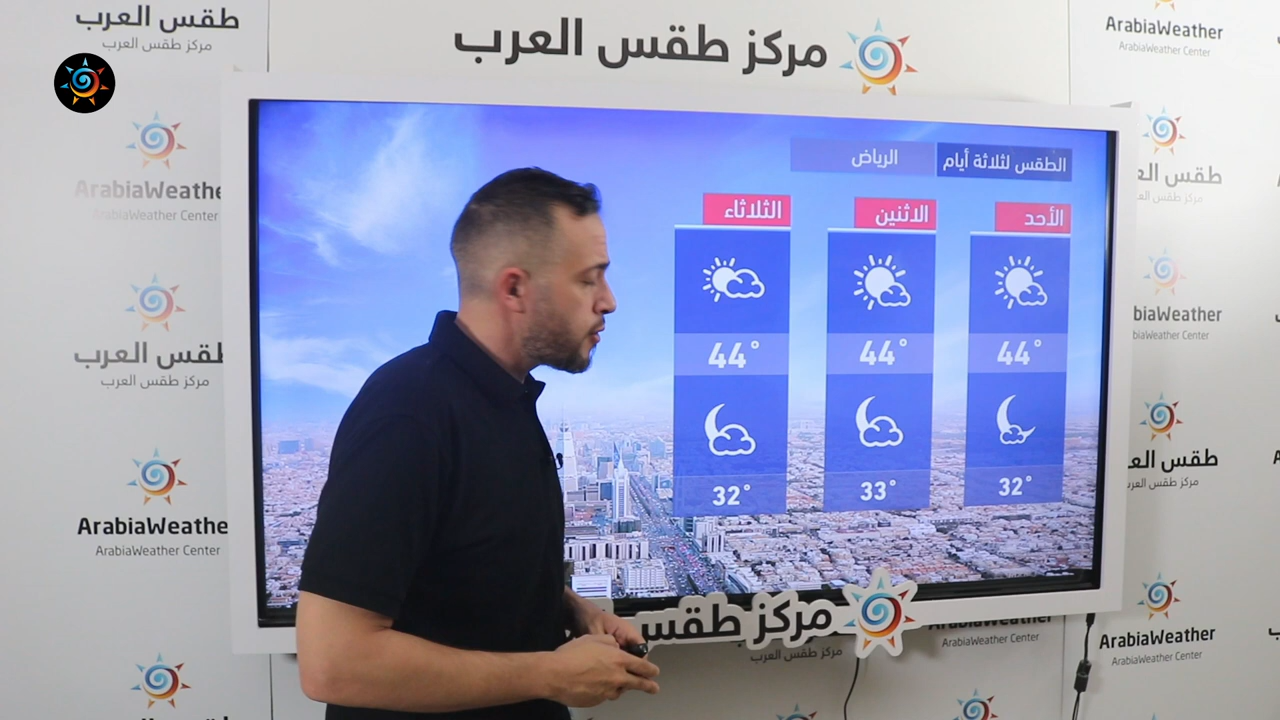 طقس العرب
مركز طقس العرب
مركز طقس العرب
ArabiaWeather
ArabiaWeather Center
الطقس لثلاثة أيام
الرياض
الأحد
الاثنين
الثلاثاء
44°
44°
44°
32°
33°
32°
مركز طقس
مركز طقس العرب
ArabiaWeather Center
طقس العرب
مركز طقس العرب
ArabiaWeather
ArabiaWeather Center
ArabiaWeather
ArabiaWeather Center